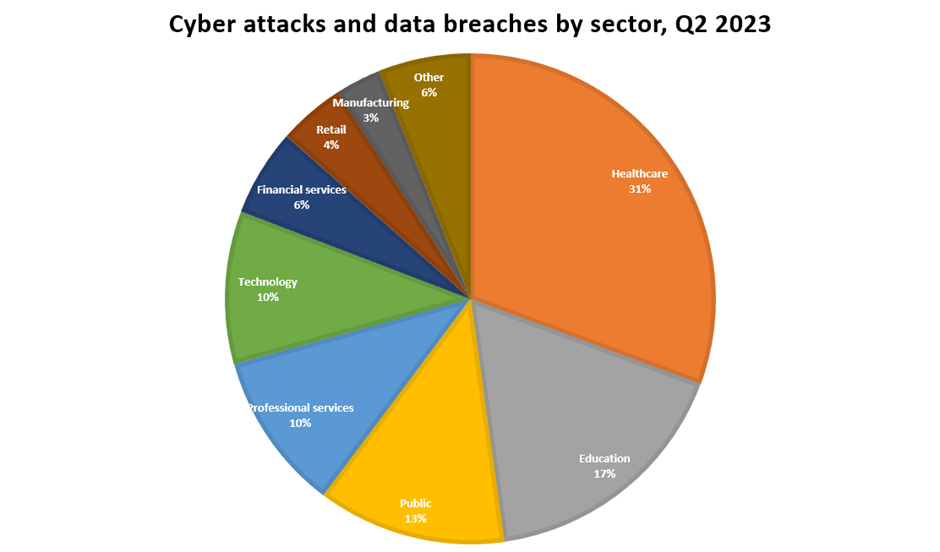 Cyber attacks and data breaches by sector, Q2 2023
Other
6%
Manufacturing
3%
Retail
4%
Healthcare
31%
Financial services
6%
Technology
10%
Professional services
10%
Education
17%
Public
13%